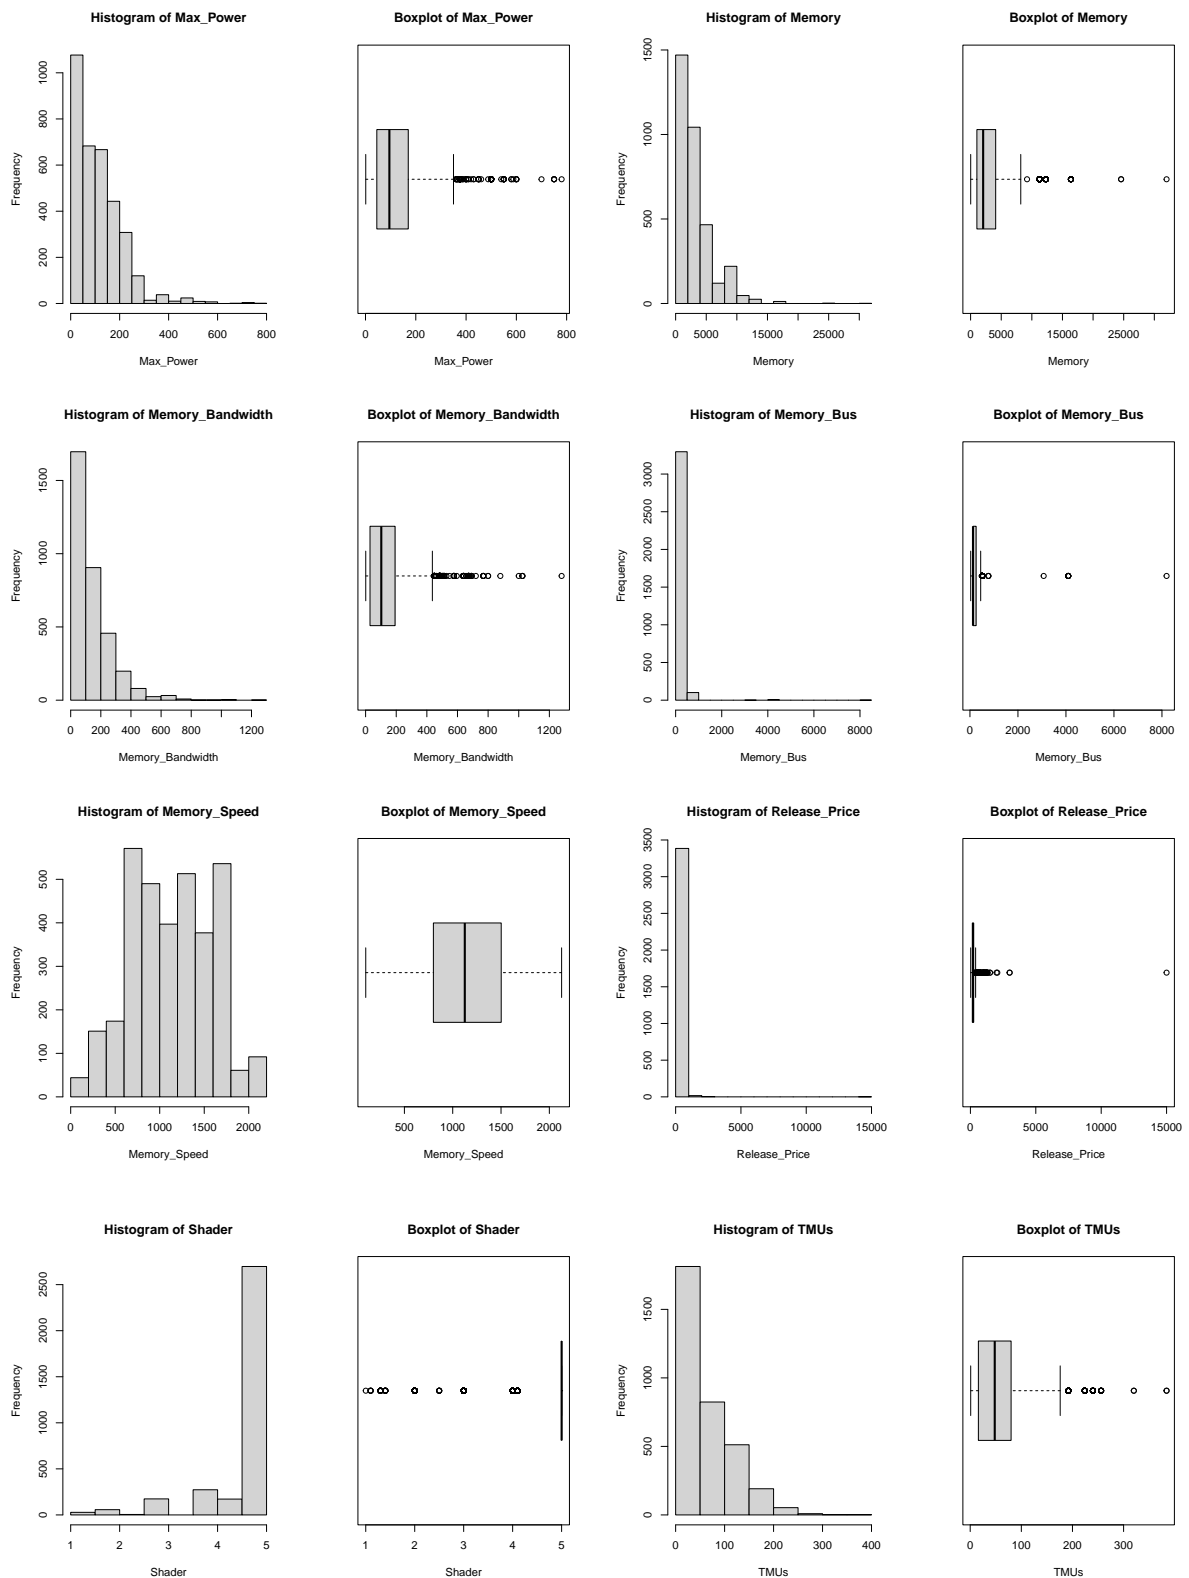 Histogram of Max_Power
Frequency
0 200 400 600 800 1000
0 200 400 600 800
Max_Power
Boxplot of Max_Power
0 200 400 600 800
Max_Power
Histogram of Memory
Frequency
0 500 1000 1500
0 5000 15000 25000
Memory
Boxplot of Memory
0 5000 15000 25000
Memory
Histogram of Memory_Bandwidth
Frequency
0 500 1000 1500
0 200 400 600 800 1200
Memory_Bandwidth
Boxplot of Memory_Bandwidth
0 200 400 600 800 1200
Memory_Bandwidth
Histogram of Memory_Bus
Frequency
0 500 1000 1500 2000 2500 3000
0 2000 4000 6000 8000
Memory_Bus
Boxplot of Memory_Bus
0 2000 4000 6000 8000
Memory_Bus
Histogram of Memory_Speed
Frequency
0 100 200 300 400 500
0 500 1000 1500 2000
Memory_Speed
Boxplot of Memory_Speed
500 1000 1500 2000
Memory_Speed
Histogram of Release_Price
Frequency
0 500 1000 1500 2000 2500 3000 3500
0 5000 10000 15000
Release_Price
Boxplot of Release_Price
0 5000 10000 15000
Release_Price
Histogram of Shader
Frequency
0 500 1000 1500 2000 2500
1 2 3 4 5
Shader
Boxplot of Shader
1 2 3 4 5
Shader
Histogram of TMUs
Frequency
0 500 1000 1500
0 100 200 300 400
TMUs
Boxplot of TMUs
0 100 200 300
TMUs